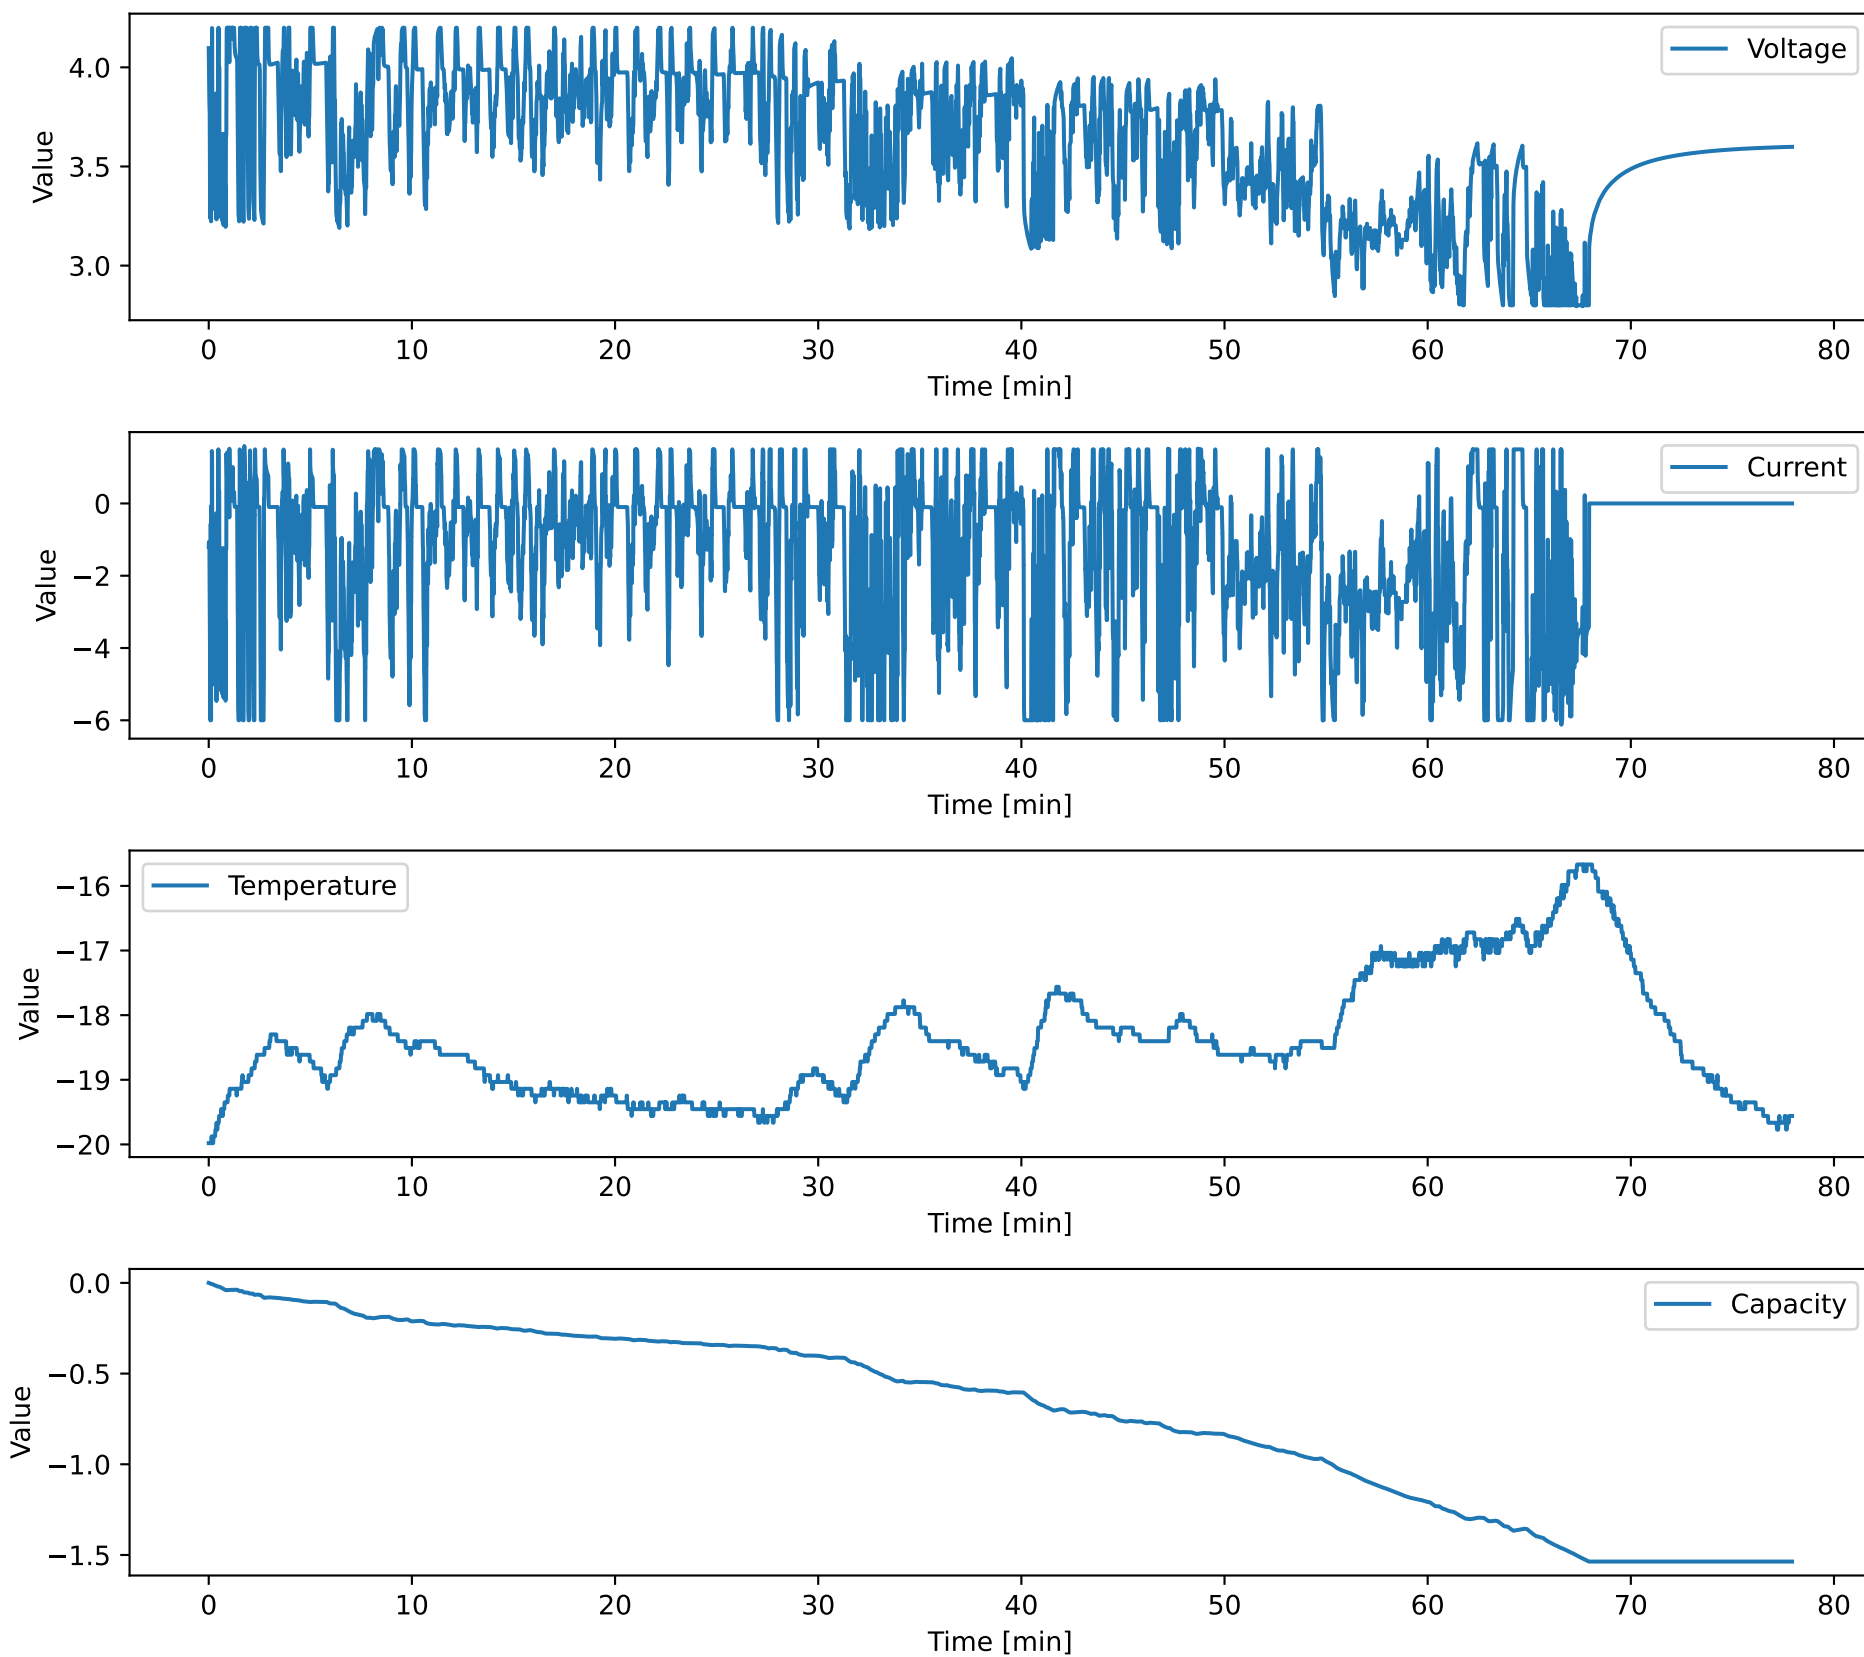 Voltage
4.0
3.5
3.0
Value
0 10 20 30 40 50 60 70 80
Time [min]
Current
0
−2
−4
−6
Value
0 10 20 30 40 50 60 70 80
Time [min]
Temperature
−16
−17
−18
−19
−20
Value
0 10 20 30 40 50 60 70 80
Time [min]
Capacity
0.0
−0.5
−1.0
−1.5
Value
0 10 20 30 40 50 60 70 80
Time [min]